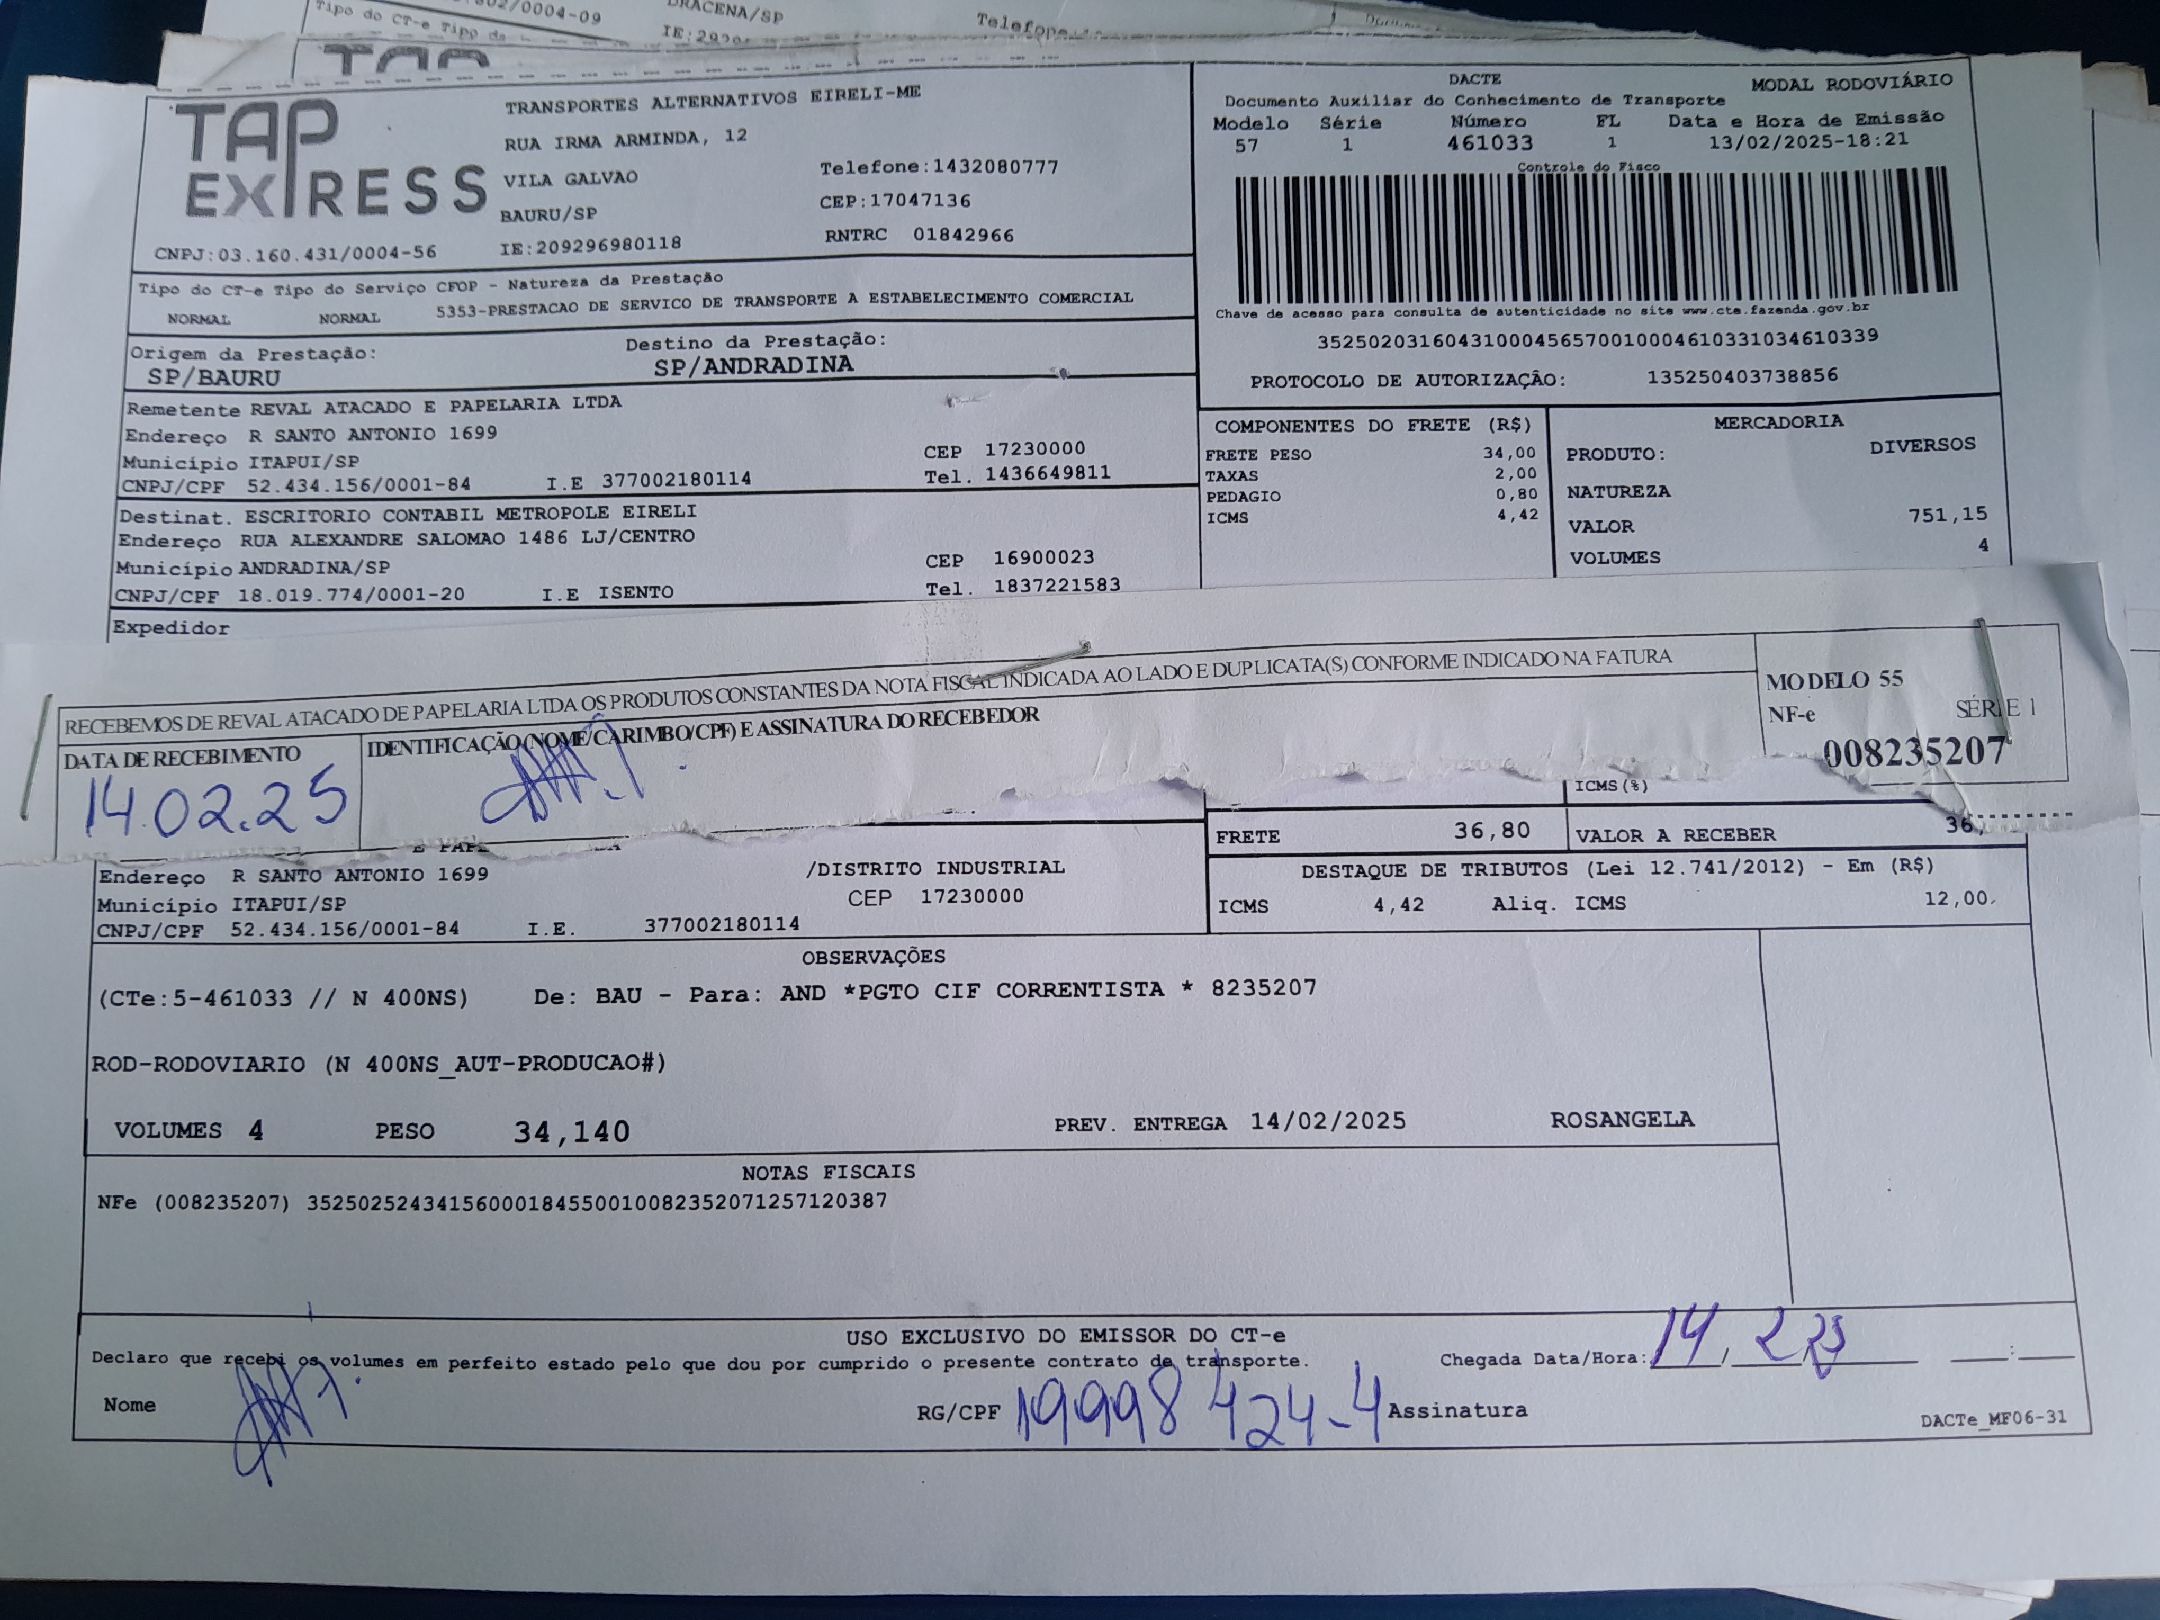 0004-09
DRACENA/SP
Tipo do CT-e Tipo do
Telefone
TAP
TAP EXPRESS
TRANSPORTES ALTERNATIVOS EIRELI-ME
RUA IRMA ARMINDA, 12
VILA GALVAO
Telefone:1432080777
BAURU/SP
CEP:17047136
CNPJ:03.160.431/0004-56
IE:209296980118
RNTRC 01842966
DACTE
MODAL RODOVIÁRIO
Documento Auxiliar do Conhecimento de Transporte
Modelo Série Número FL Data e Hora de Emissão
57 1 461033 1 13/02/2025-18:21
Controle do Fisco
Chave de acesso para consulta de autenticidade no site www.cte.fazenda.gov.br
35250203160431000456570010004610331034610339
PROTOCOLO DE AUTORIZAÇÃO: 135250403738856
Tipo do CT-e Tipo do Serviço CFOP - Natureza da Prestação
NORMAL NORMAL 5353-PRESTACAO DE SERVICO DE TRANSPORTE A ESTABELECIMENTO COMERCIAL
Origem da Prestação: Destino da Prestação:
SP/BAURU SP/ANDRADINA
Remetente REVAL ATACADO E PAPELARIA LTDA
Endereço R SANTO ANTONIO 1699
Município ITAPUI/SP CEP 17230000
CNPJ/CPF 52.434.156/0001-84 I.E 377002180114 Tel. 1436649811
Destinat. ESCRITORIO CONTABIL METROPOLE EIRELI
Endereço RUA ALEXANDRE SALOMAO 1486 LJ/CENTRO
Município ANDRADINA/SP CEP 16900023
CNPJ/CPF 18.019.774/0001-20 I.E ISENTO Tel. 1837221583
Expedidor
COMPONENTES DO FRETE (R$)
FRETE PESO 34,00
TAXAS 2,00
PEDAGIO 0,80
ICMS 4,42
MERCADORIA
PRODUTO: DIVERSOS
NATUREZA
VALOR 751,15
VOLUMES 4
RECEBEMOS DE REVAL ATACADO DE PAPELARIA LTDA OS PRODUTOS CONSTANTES DA NOTA FISCAL INDICADA AO LADO E DUPLICATA(S) CONFORME INDICADO NA FATURA
DATA DE RECEBIMENTO
14.02.25
IDENTIFICAÇÃO (NOME/CARIMBO/CPF) E ASSINATURA DO RECEBEDOR
MODELO 55
NF-e SÉRIE 1
008235207
ICMS(%)
FRETE 36,80
VALOR A RECEBER 36,
Endereço R SANTO ANTONIO 1699 /DISTRITO INDUSTRIAL
Município ITAPUI/SP CEP 17230000
CNPJ/CPF 52.434.156/0001-84 I.E. 377002180114
DESTAQUE DE TRIBUTOS (Lei 12.741/2012) - Em (R$)
ICMS 4,42 Aliq. ICMS 12,00
OBSERVAÇÕES
(CTe:5-461033 // N 400NS) De: BAU - Para: AND *PGTO CIF CORRENTISTA * 8235207
ROD-RODOVIARIO (N 400NS_AUT-PRODUCAO#)
VOLUMES 4 PESO 34,140 PREV. ENTREGA 14/02/2025 ROSANGELA
NOTAS FISCAIS
NFe (008235207) 35250252434156000184550010082352071257120387
USO EXCLUSIVO DO EMISSOR DO CT-e
Declaro que recebi os volumes em perfeito estado pelo que dou por cumprido o presente contrato de transporte. Chegada Data/Hora: 14/2/25 :
Nome RG/CPF 19998424-4 Assinatura
DACTe_MF06-31